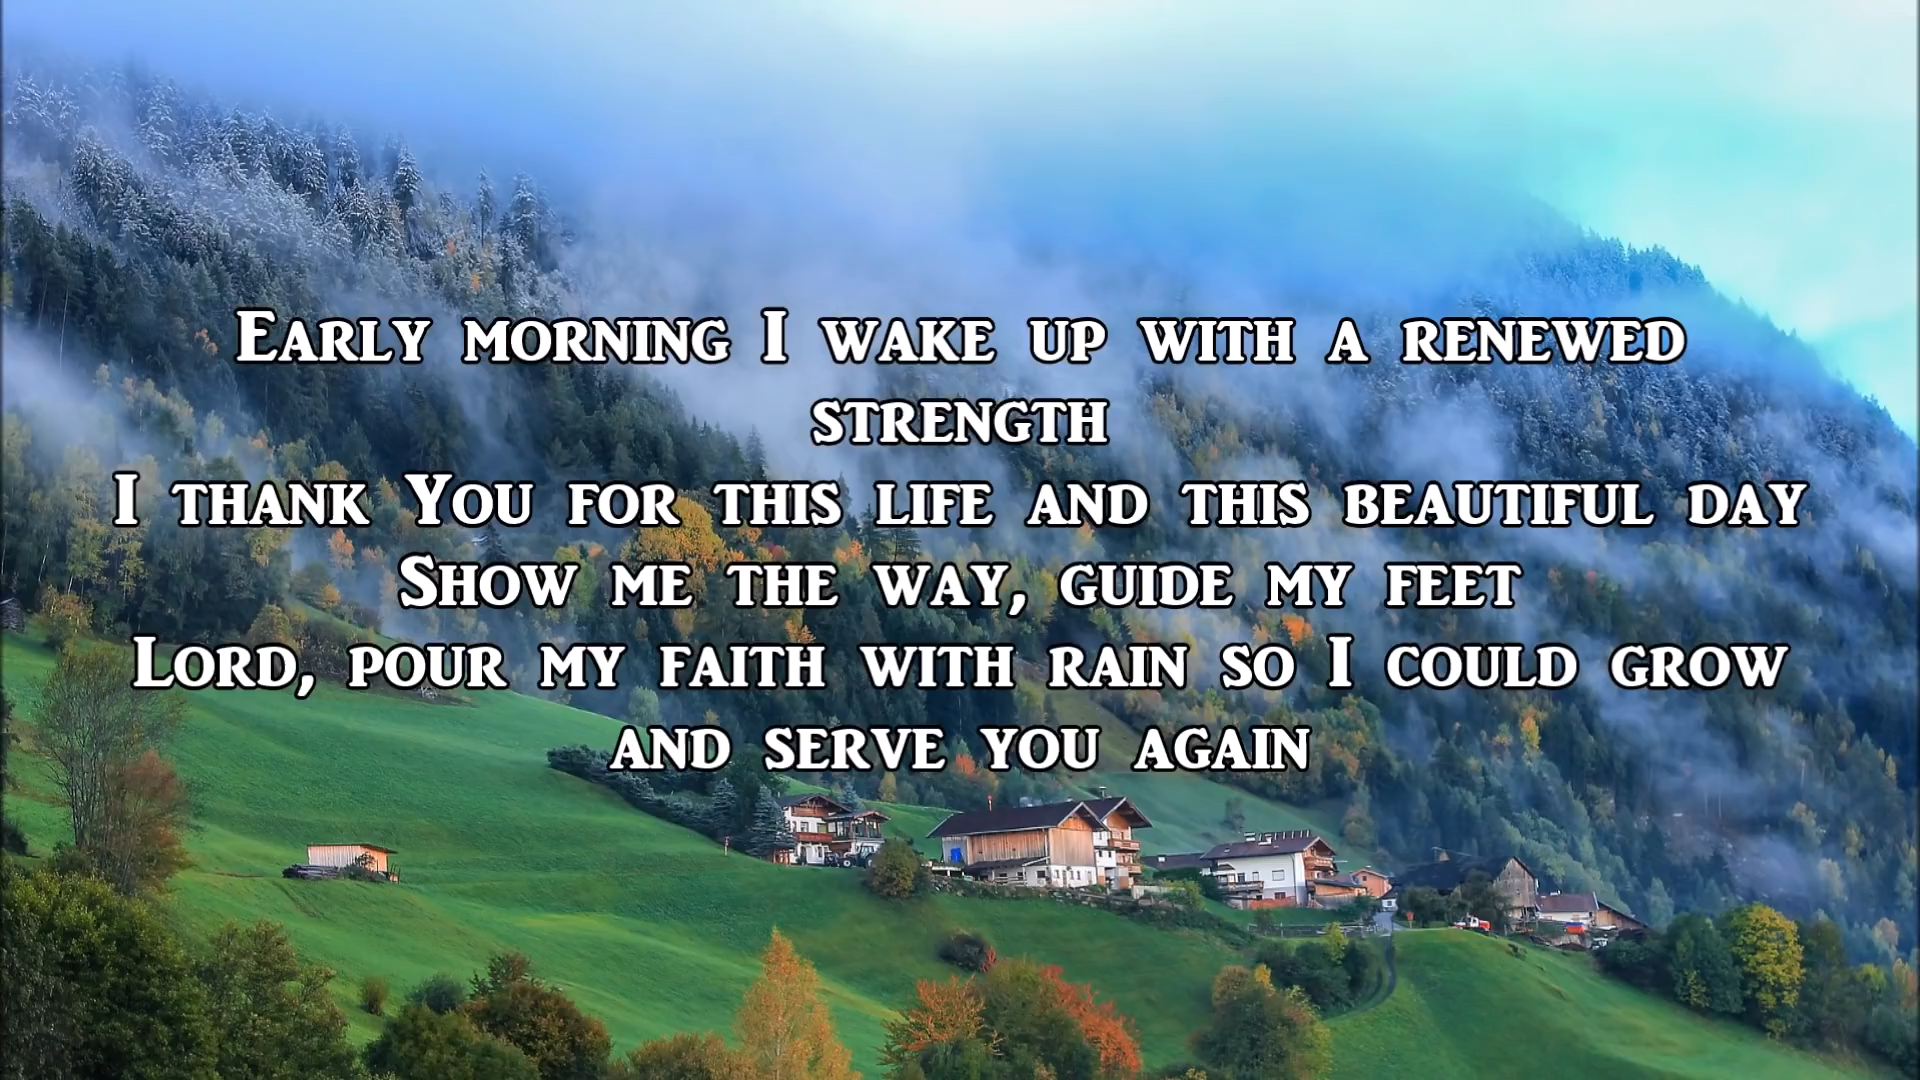 Early morning I wake up with a renewed
strength
I thank You for this life and this beautiful day
Show me the way, guide my feet
Lord, pour my faith with rain so I could grow
and serve you again